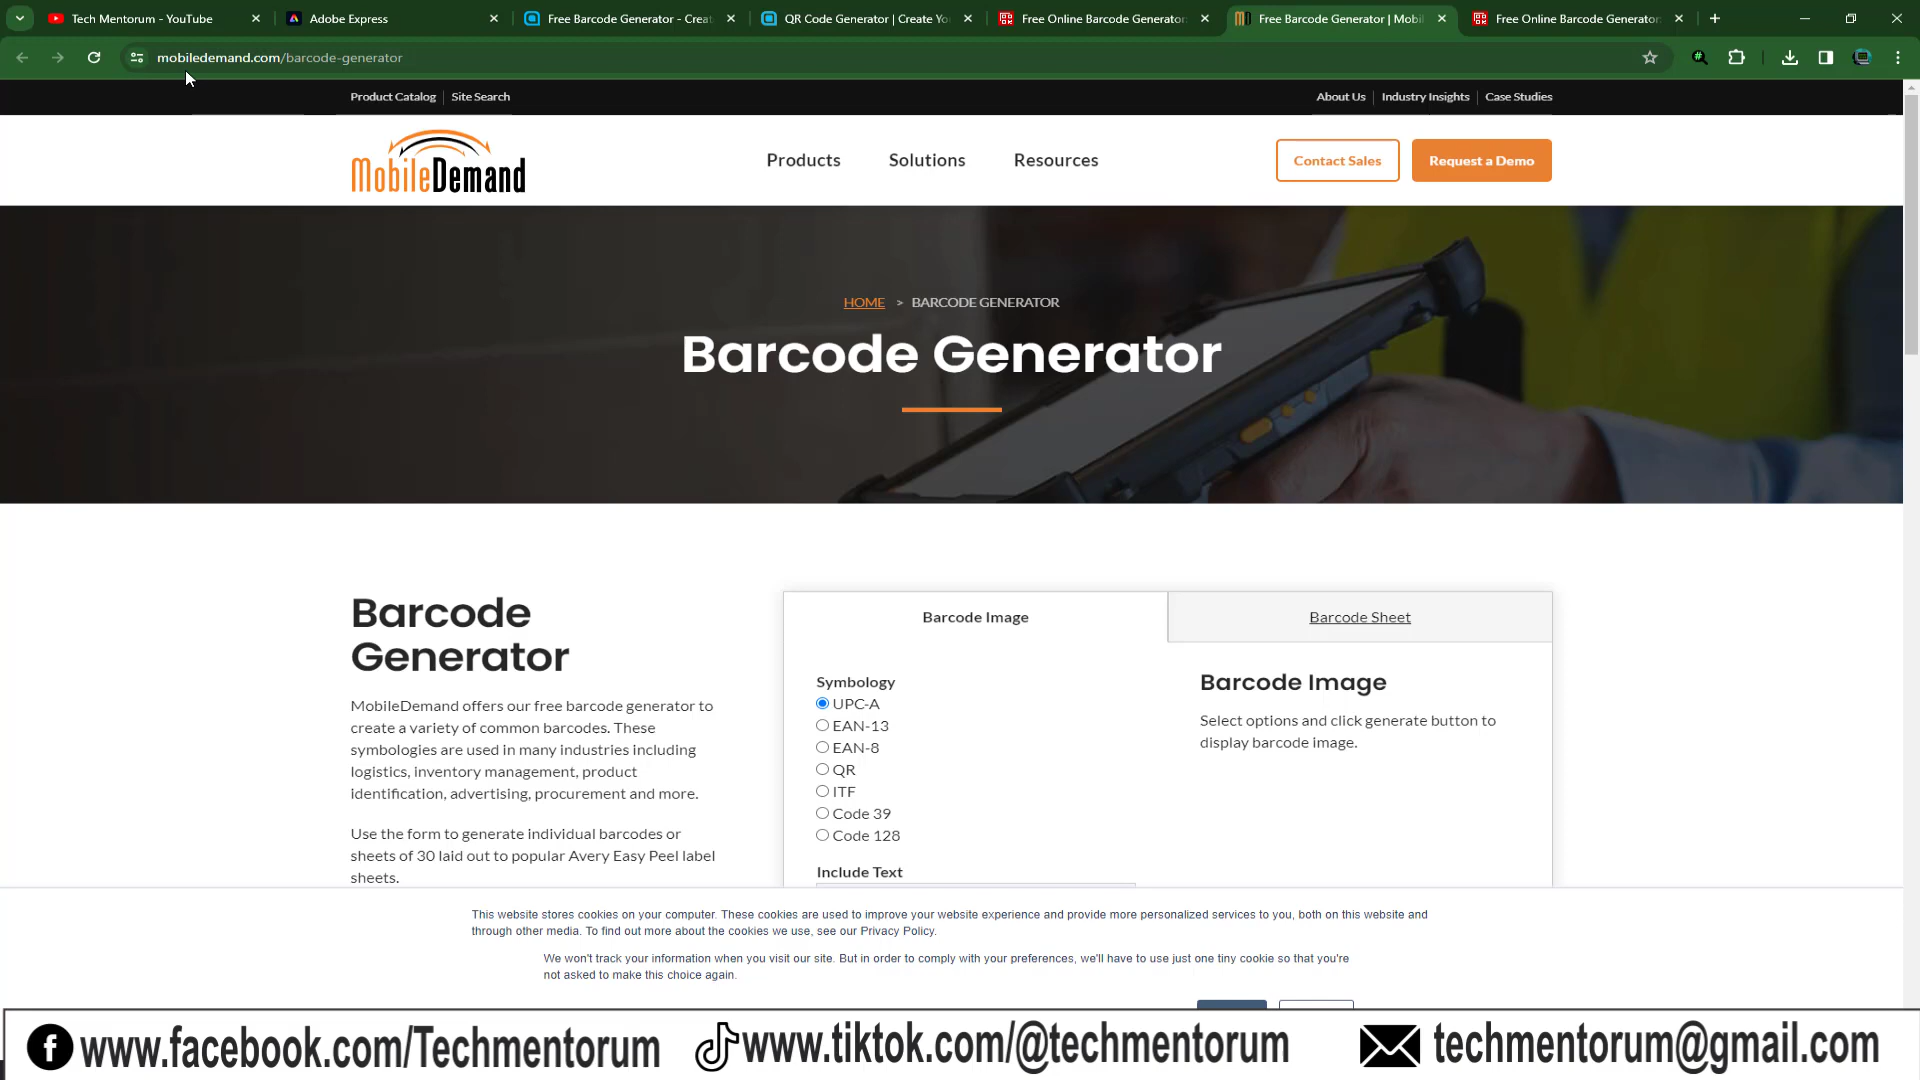 Tech Mentorum - YouTube
Adobe Express
Free Barcode Generator - Creat
QR Code Generator | Create Yo
Free Online Barcode Generator:
Free Barcode Generator | Mobil
Free Online Barcode Generator:
mobiledemand.com/barcode-generator
Product Catalog
Site Search
About Us
Industry Insights
Case Studies
MobileDemand
Products
Solutions
Resources
Contact Sales
Request a Demo
HOME > BARCODE GENERATOR
Barcode Generator
Barcode
Generator
MobileDemand offers our free barcode generator to
create a variety of common barcodes. These
symbologies are used in many industries including
logistics, inventory management, product
identification, advertising, procurement and more.
Use the form to generate individual barcodes or
sheets of 30 laid out to popular Avery Easy Peel label
sheets.
Barcode Image
Barcode Sheet
Symbology
UPC-A
EAN-13
EAN-8
QR
ITF
Code 39
Code 128
Include Text
Barcode Image
Select options and click generate button to
display barcode image.
This website stores cookies on your computer. These cookies are used to improve your website experience and provide more personalized services to you, both on this website and
through other media. To find out more about the cookies we use, see our Privacy Policy.
We won't track your information when you visit our site. But in order to comply with your preferences, we'll have to use just one tiny cookie so that you're
not asked to make this choice again.
www.facebook.com/Techmentorum
www.tiktok.com/@techmentorum
techmentorum@gmail.com